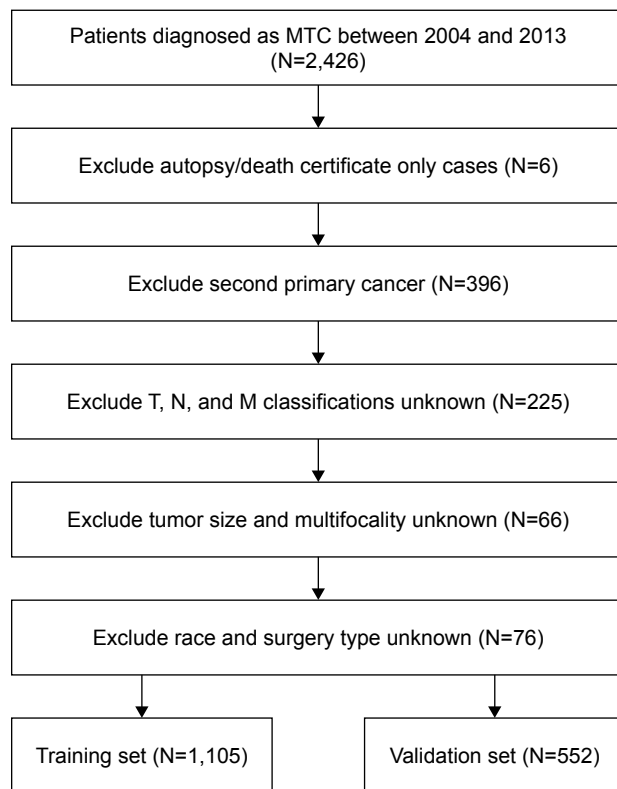 Patients diagnosed as MTC between 2004 and 2013
(N=2,426)
Exclude autopsy/death certificate only cases (N=6)
Exclude second primary cancer (N=396)
Exclude T, N, and M classifications unknown (N=225)
Exclude tumor size and multifocality unknown (N=66)
Exclude race and surgery type unknown (N=76)
Training set (N=1,105)
Validation set (N=552)